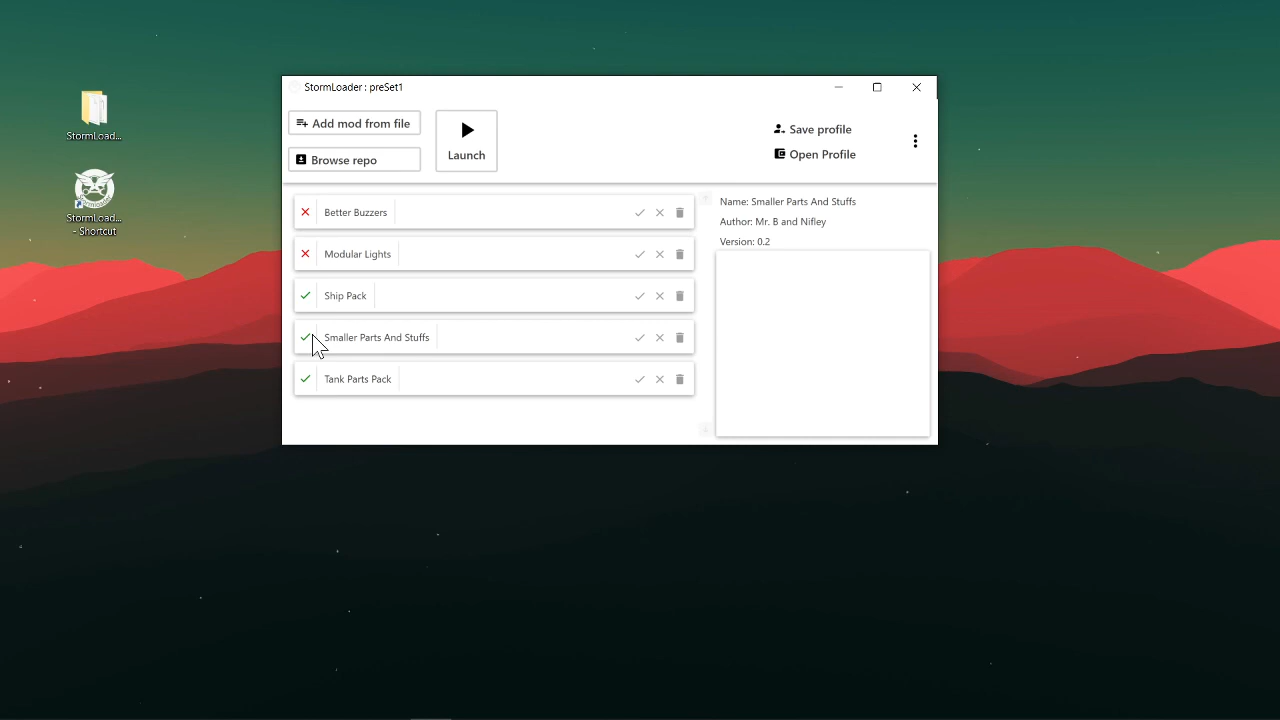 StormLoad...
StormLoad...
- Shortcut
StormLoader : preSet1
Add mod from file
Browse repo
Launch
Save profile
Open Profile
Better Buzzers
Modular Lights
Ship Pack
Smaller Parts And Stuffs
Tank Parts Pack
Name: Smaller Parts And Stuffs
Author: Mr. B and Nifley
Version: 0.2